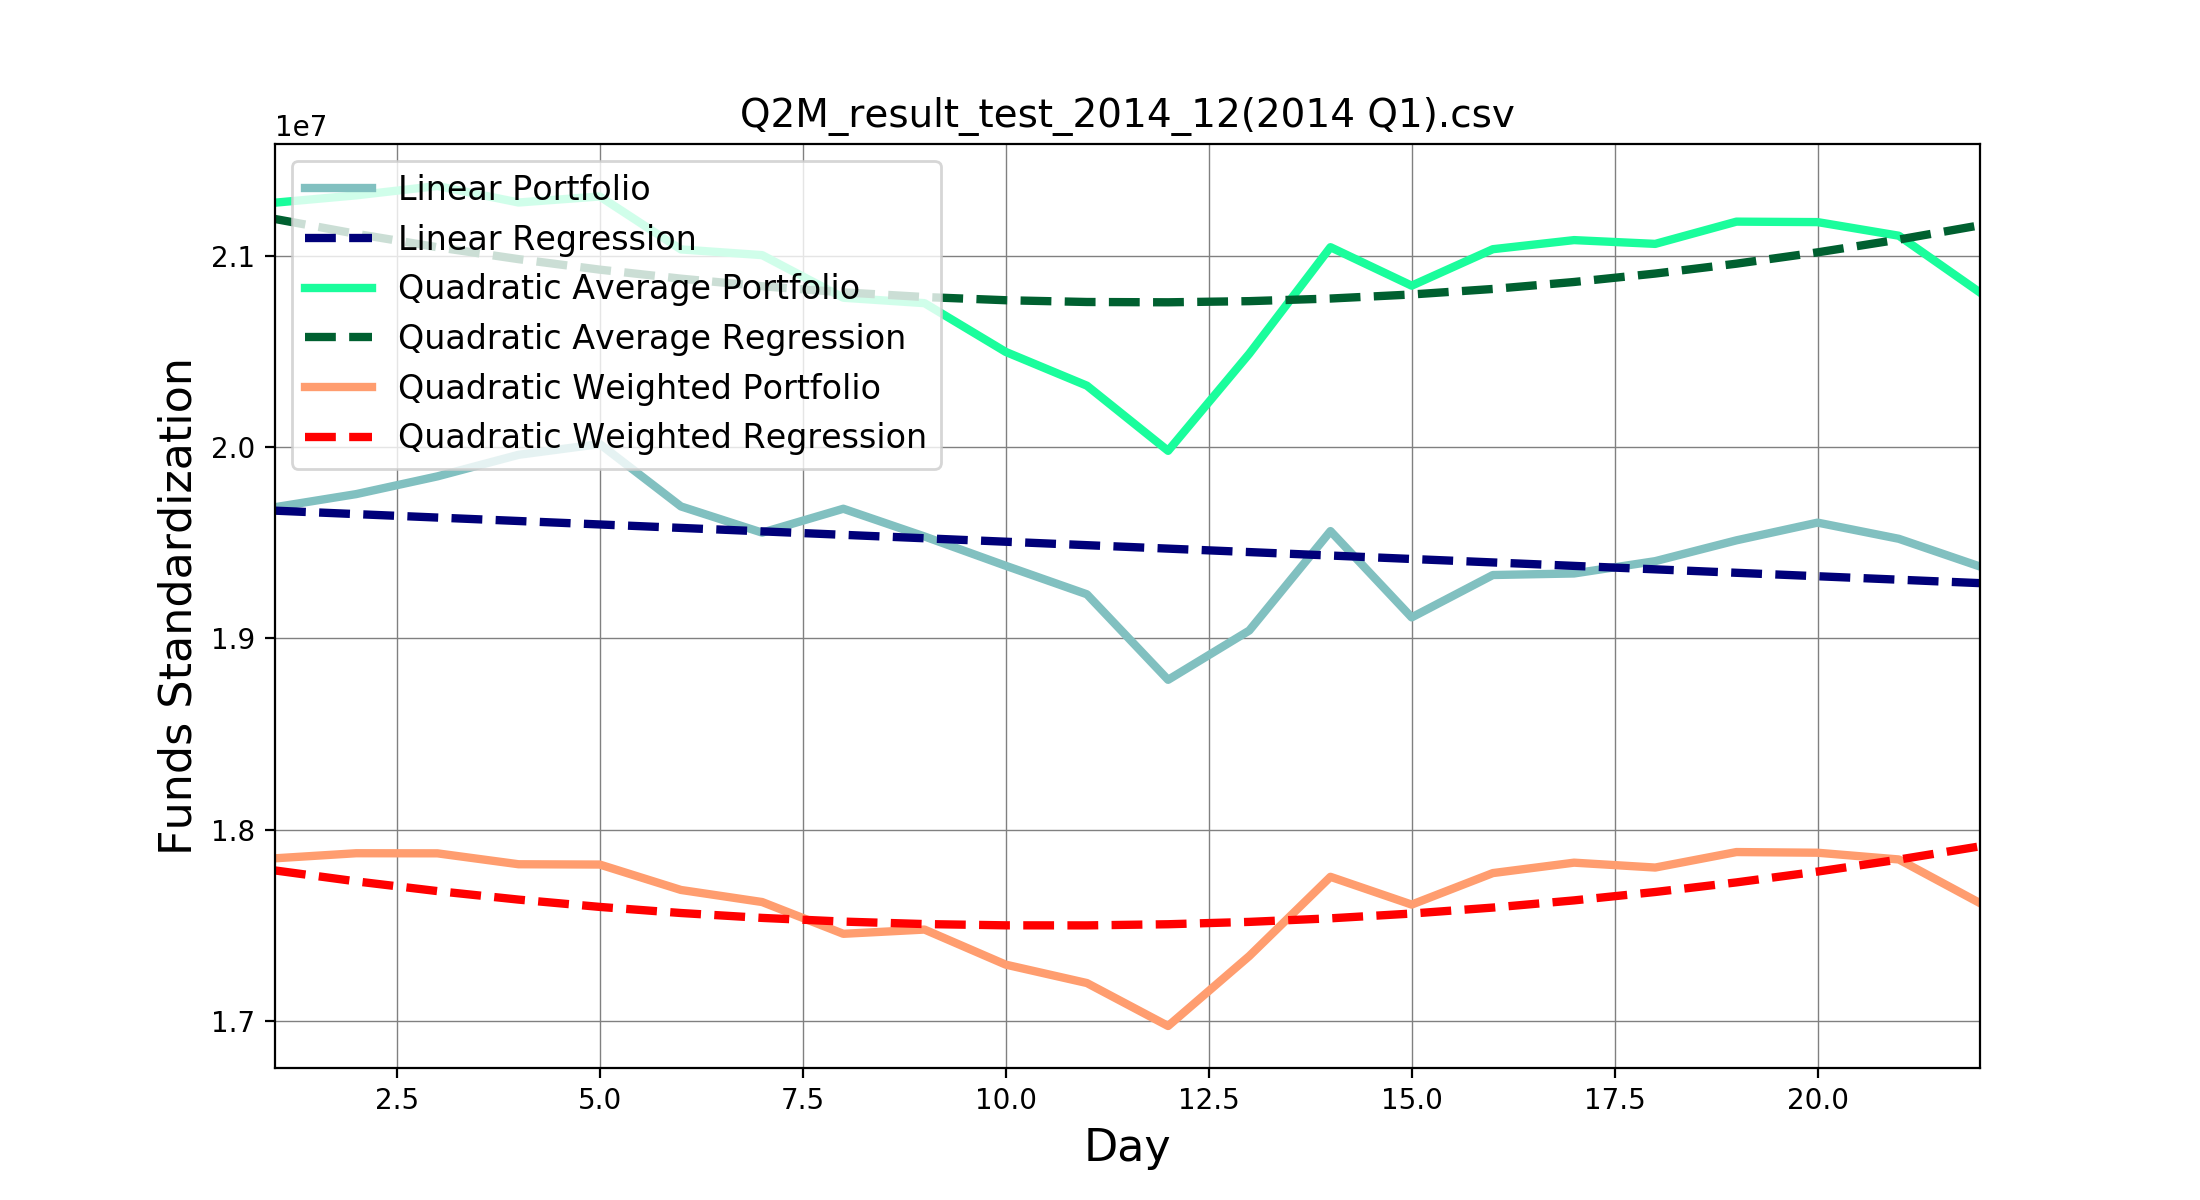 Q2M_result_test_2014_12(2014 Q1).csv
1e7
Linear Portfolio
Linear Regression
Quadratic Average Portfolio
Quadratic Average Regression
Quadratic Weighted Portfolio
Quadratic Weighted Regression
Funds Standardization
2.1
2.0
1.9
1.8
1.7
2.5 5.0 7.5 10.0 12.5 15.0 17.5 20.0
Day